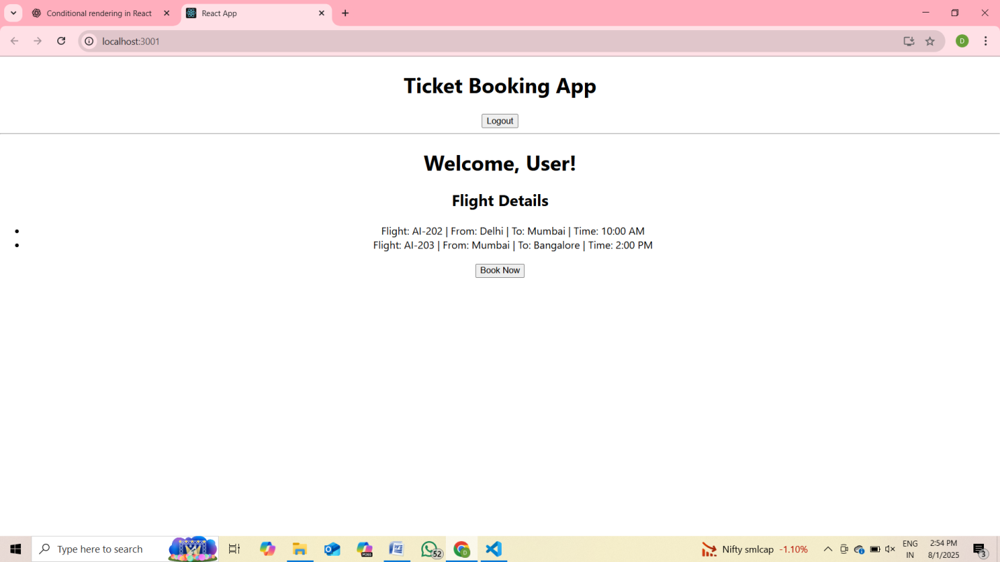 Conditional rendering in React
React App
localhost:3001
D
Ticket Booking App
Logout
Welcome, User!
Flight Details
• Flight: AI-202 | From: Delhi | To: Mumbai | Time: 10:00 AM
• Flight: AI-203 | From: Mumbai | To: Bangalore | Time: 2:00 PM
Book Now
Type here to search
M365
52
D
Nifty smlcap -1.10%
ENG
IN
2:54 PM
8/1/2025
3